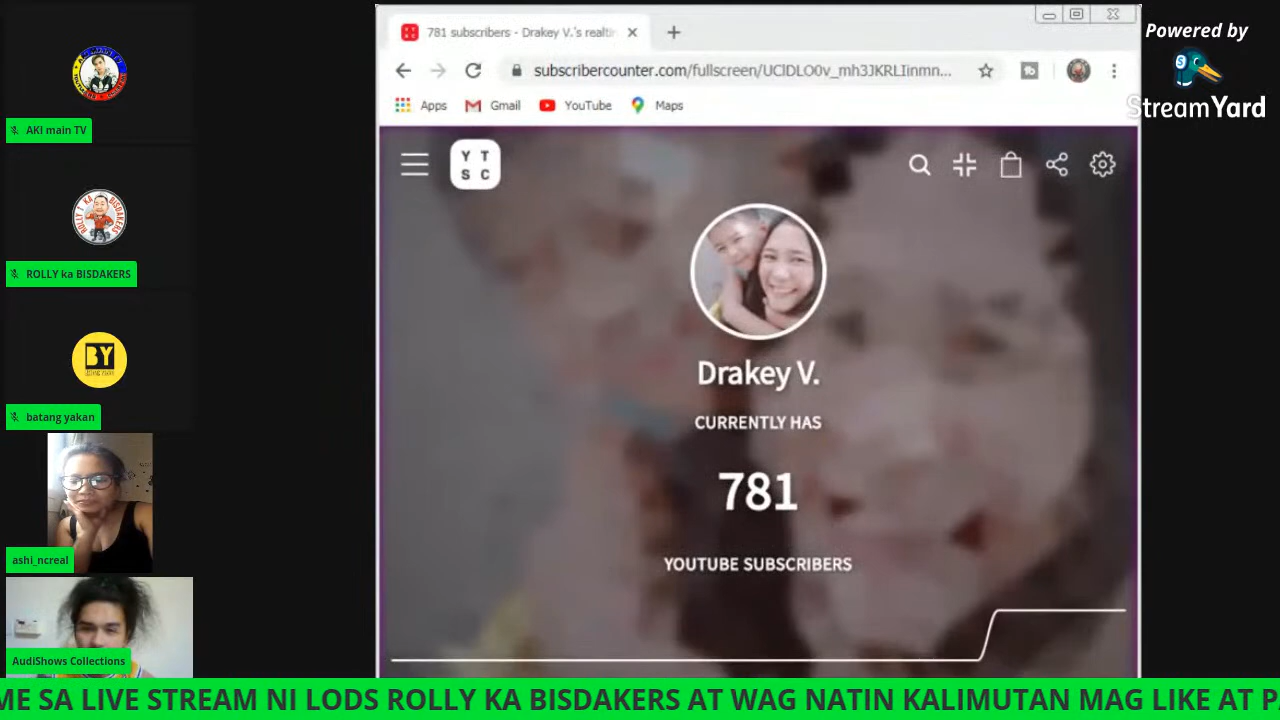 781 subscribers - Drakey V.'s realti
subscribercounter.com/fullscreen/UClDLO0v_mh3JKRLIinmn...
Apps
Gmail
YouTube
Maps
Powered by
StreamYard
Y T
S C
Drakey V.
CURRENTLY HAS
781
YOUTUBE SUBSCRIBERS
AKI main TV
ROLLY ka BISDAKERS
BY
batang yakan
ashi_ncreal
AudiShows Collections
ME SA LIVE STREAM NI LODS ROLLY KA BISDAKERS AT WAG NATIN KALIMUTAN MAG LIKE AT